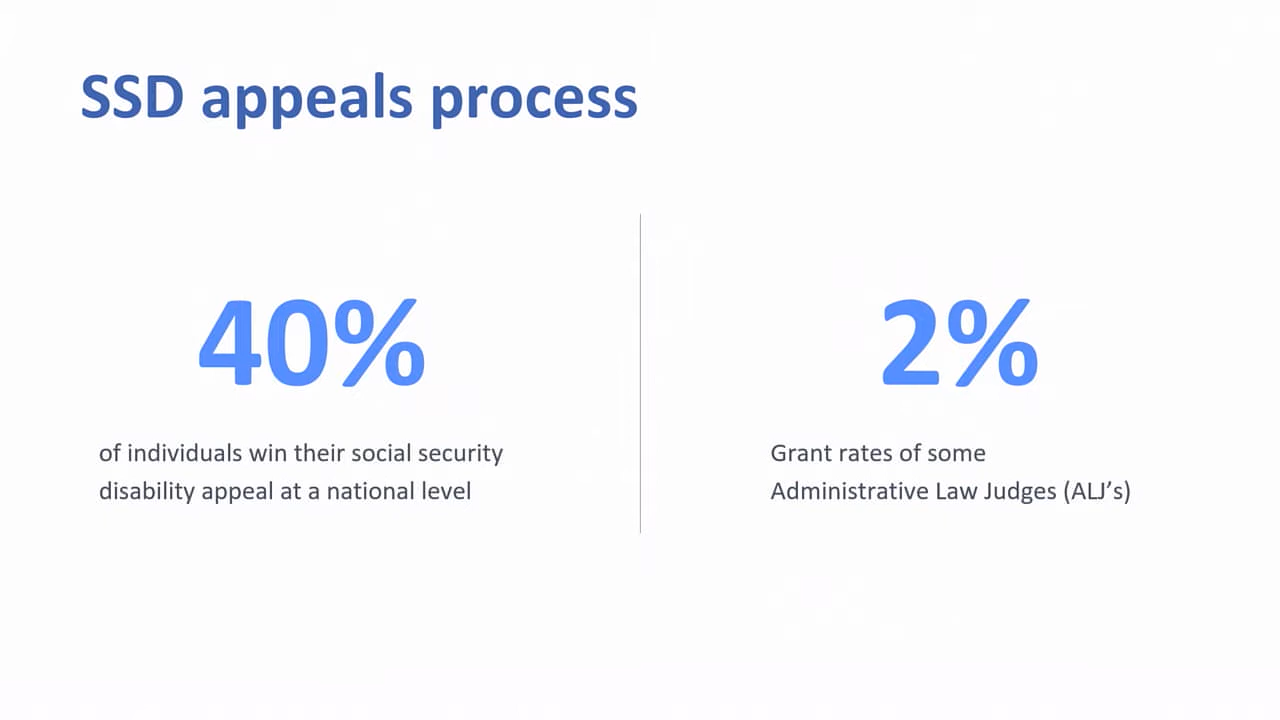 SSD appeals process
40%
of individuals win their social security
disability appeal at a national level
2%
Grant rates of some
Administrative Law Judges (ALJ’s)